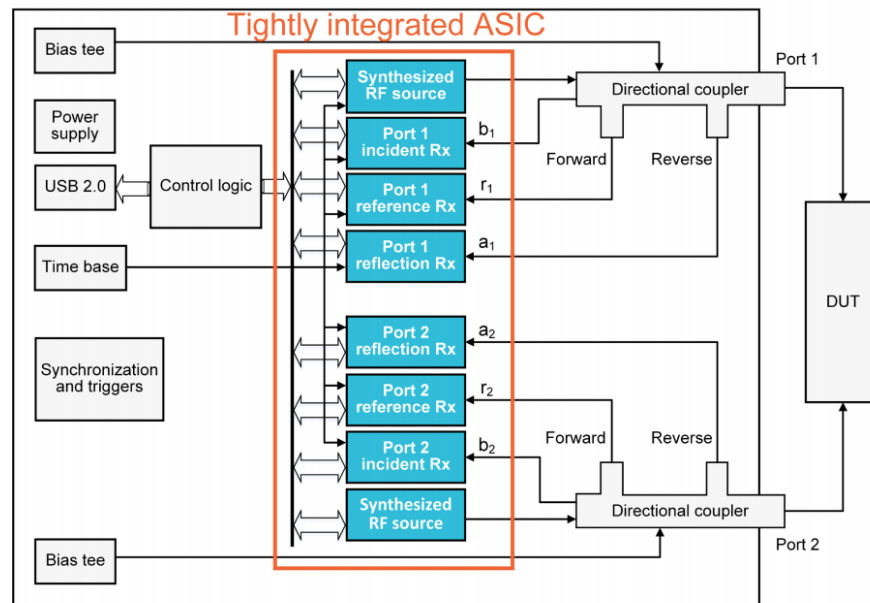 Tightly integrated ASIC
Bias tee
Port 1
Synthesized
RF source
Directional coupler
Power
supply
Port 1
incident Rx
b₁
Forward
Reverse
USB 2.0
Control logic
Port 1
reference Rx
r₁
Port 1
reflection Rx
a₁
Time base
DUT
Port 2
reflection Rx
a₂
Synchronization
and triggers
Port 2
reference Rx
r₂
Forward
Reverse
Port 2
incident Rx
b₂
Synthesized
RF source
Directional coupler
Port 2
Bias tee